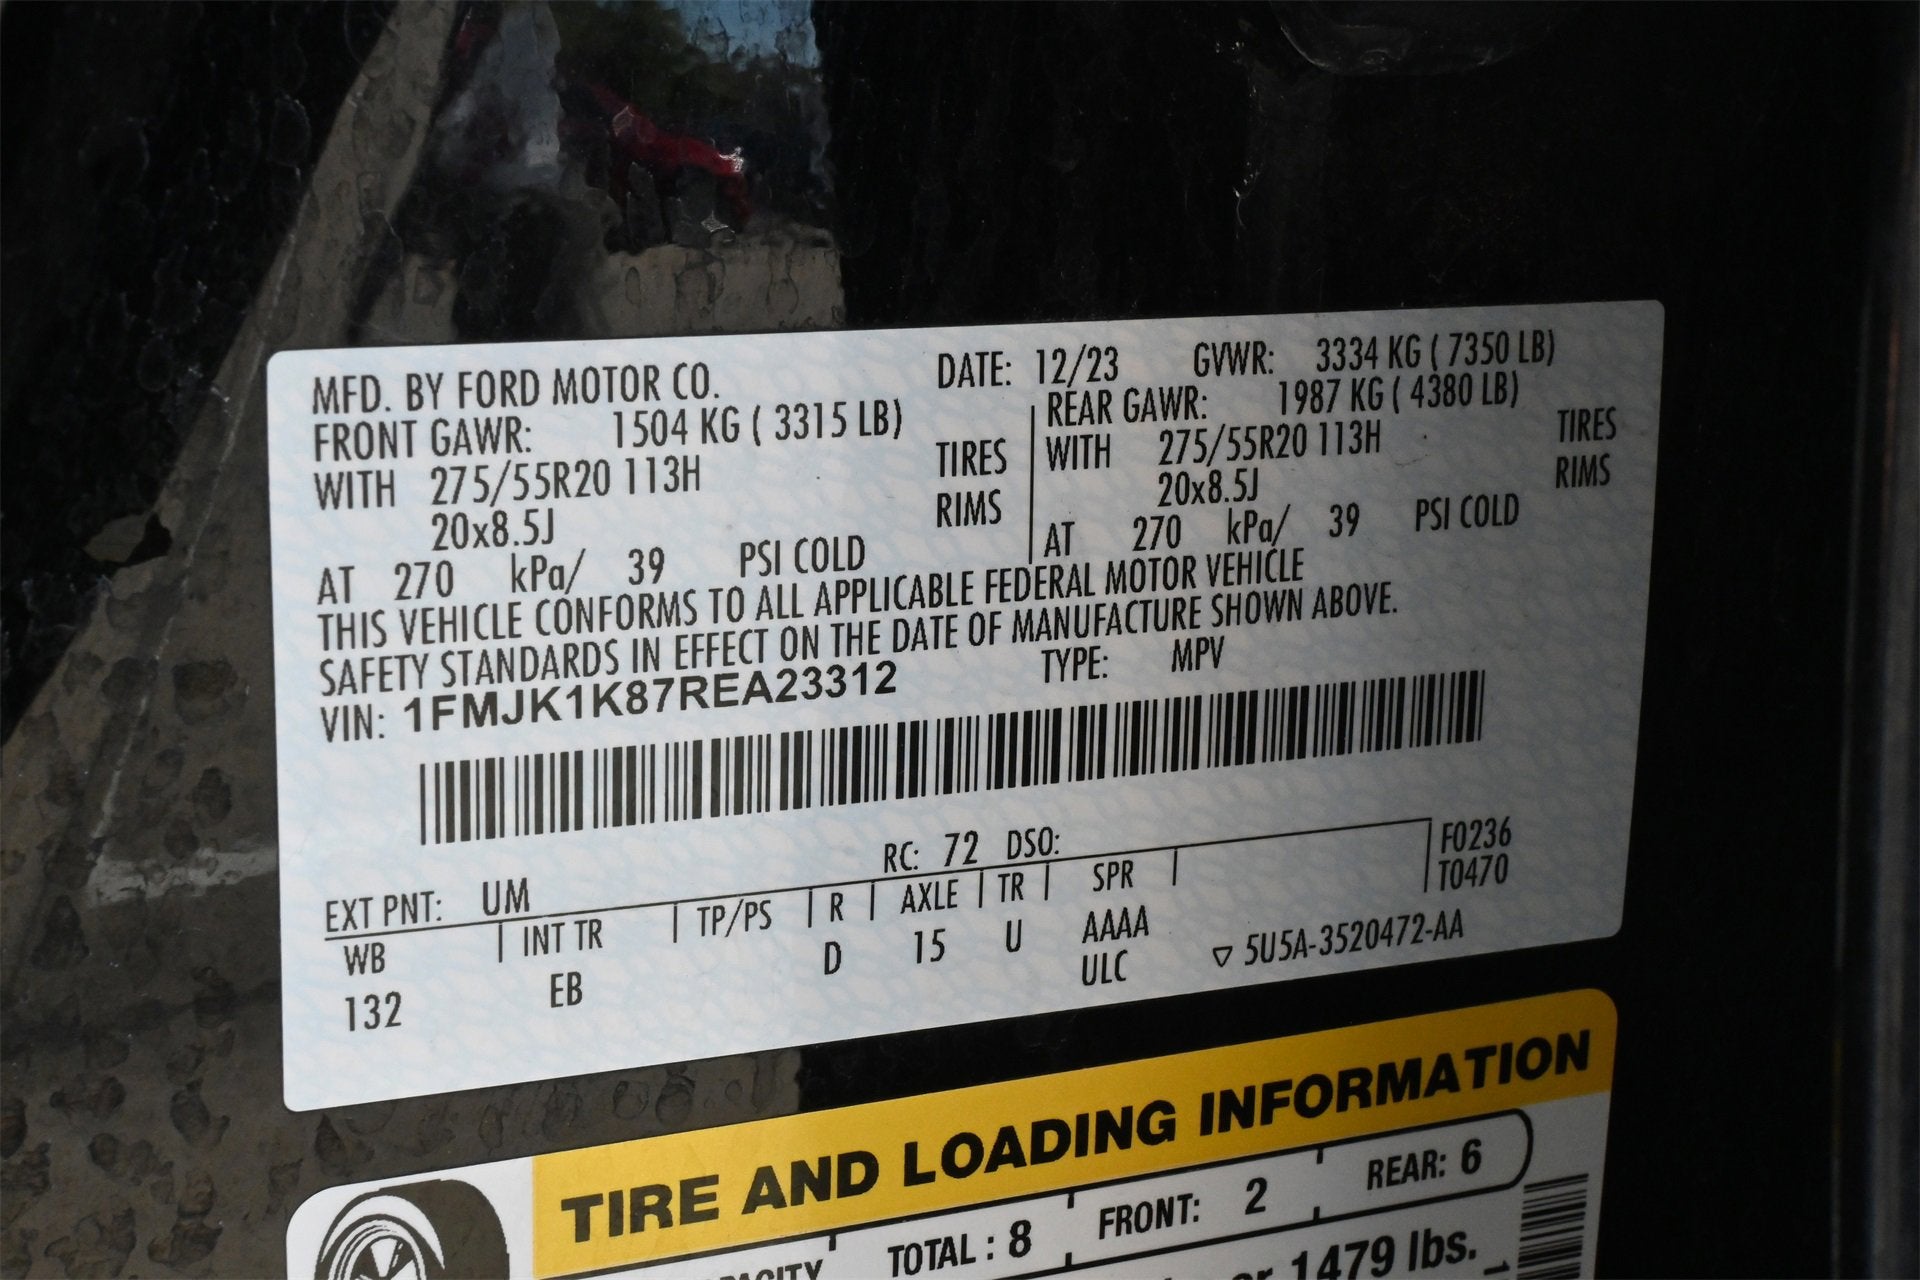 MFD. BY FORD MOTOR CO. DATE: 12/23 GVWR: 3334 KG ( 7350 LB)
FRONT GAWR: 1504 KG ( 3315 LB) REAR GAWR: 1987 KG ( 4380 LB)
WITH 275/55R20 113H TIRES WITH 275/55R20 113H TIRES
20x8.5J RIMS 20x8.5J RIMS
AT 270 kPa/ 39 PSI COLD AT 270 kPa/ 39 PSI COLD
THIS VEHICLE CONFORMS TO ALL APPLICABLE FEDERAL MOTOR VEHICLE
SAFETY STANDARDS IN EFFECT ON THE DATE OF MANUFACTURE SHOWN ABOVE.
VIN: 1FMJK1K87REA23312 TYPE: MPV
EXT PNT: UM RC: 72 DSO: F0236
WB INT TR TP/PS R AXLE TR SPR T0470
132 EB D 15 U AAAA
ULC ▽ 5U5A-3520472-AA
TIRE AND LOADING INFORMATION
TOTAL : 8 FRONT: 2 REAR: 6
1479 lbs.